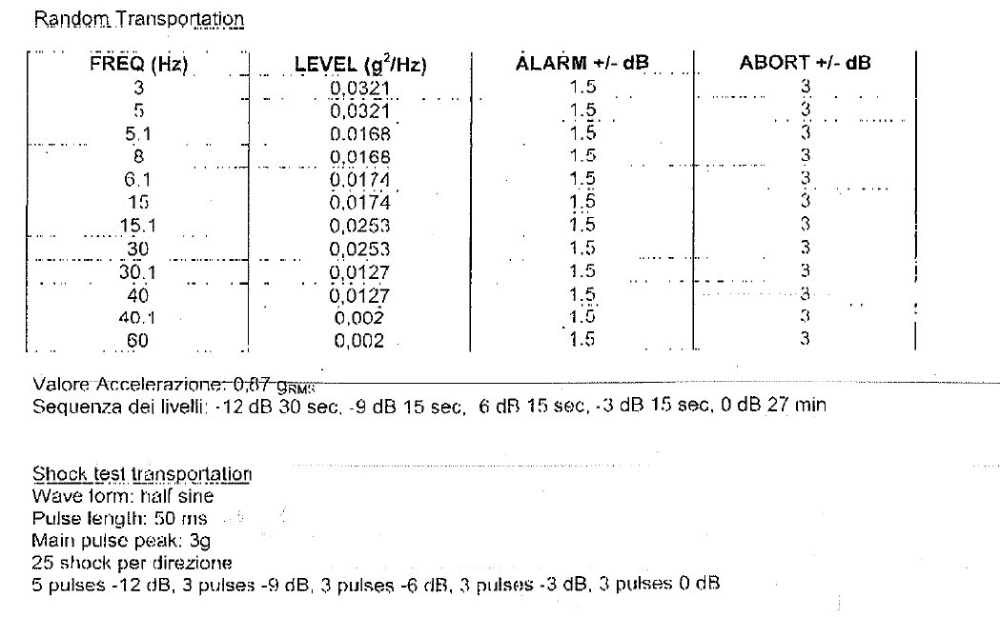 Random Transportation
FREQ (Hz) LEVEL (g²/Hz) ALARM +/- dB ABORT +/- dB
3 0,0321 1.5 3
5 0,0321 1.5 3
5.1 0.0168 1.5 3
8 0,0168 1.5 3
6.1 0.0174 1.5 3
15 0,0174 1.5 3
15.1 0,0253 1.5 3
30 0,0253 1.5 3
30.1 0,0127 1.5 3
40 0,0127 1.5 3
40.1 0,002 1.5 3
60 0,002 1.5 3
Valore Accelerazione: 0,87 gRMS
Sequenza dei livelli: -12 dB 30 sec, -9 dB 15 sec, 6 dB 15 sec, -3 dB 15 sec, 0 dB 27 min
Shock test transportation
Wave form: half sine
Pulse length: 50 ms
Main pulse peak: 3g
25 shock per direzione
5 pulses -12 dB, 3 pulses -9 dB, 3 pulses -6 dB, 3 pulses -3 dB, 3 pulses 0 dB